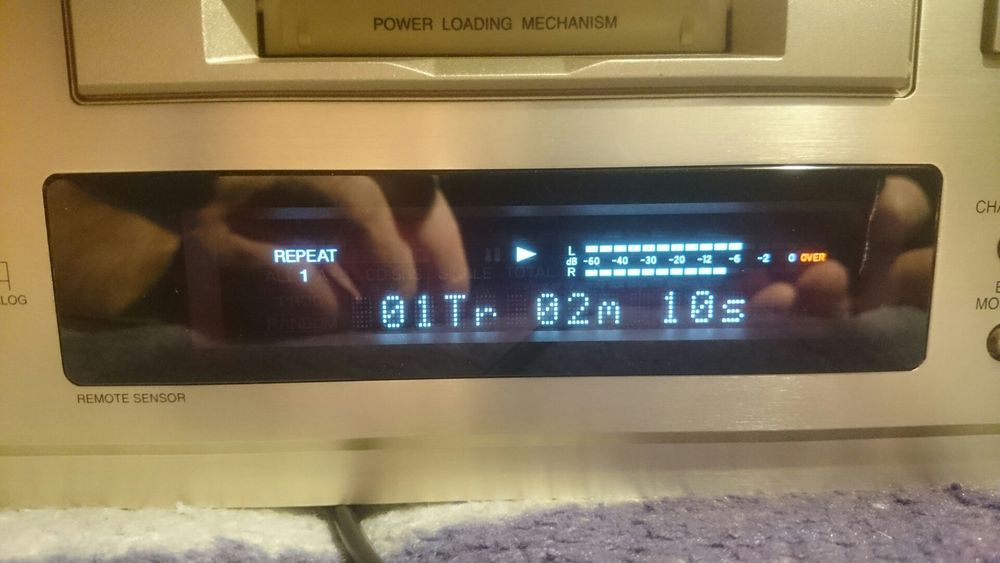 POWER LOADING MECHANISM
REPEAT
1
L
dB -60 -40 -30 -20 -12 -6 -2 0 OVER
R
TOTAL
01Tr 02m 10s
REMOTE SENSOR